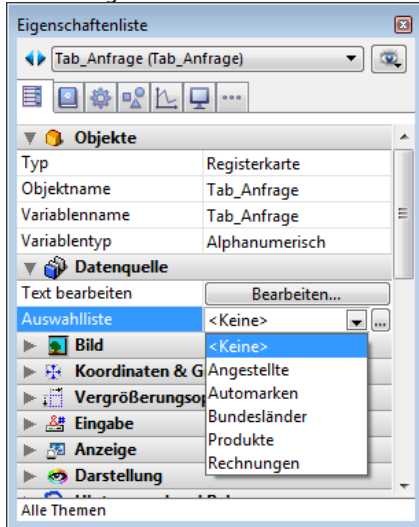 Eigenschaftenliste
Tab_Anfrage (Tab_Anfrage)
Objekte
Typ Registerkarte
Objektname Tab_Anfrage
Variablenname Tab_Anfrage
Variablentyp Alphanumerisch
Datenquelle
Text bearbeiten Bearbeiten...
Auswahlliste <Keine>
<Keine>
Angestellte
Automarken
Bundesländer
Produkte
Rechnungen
Bild
Koordinaten & G
Vergrößerungsop
Eingabe
Anzeige
Darstellung
Alle Themen